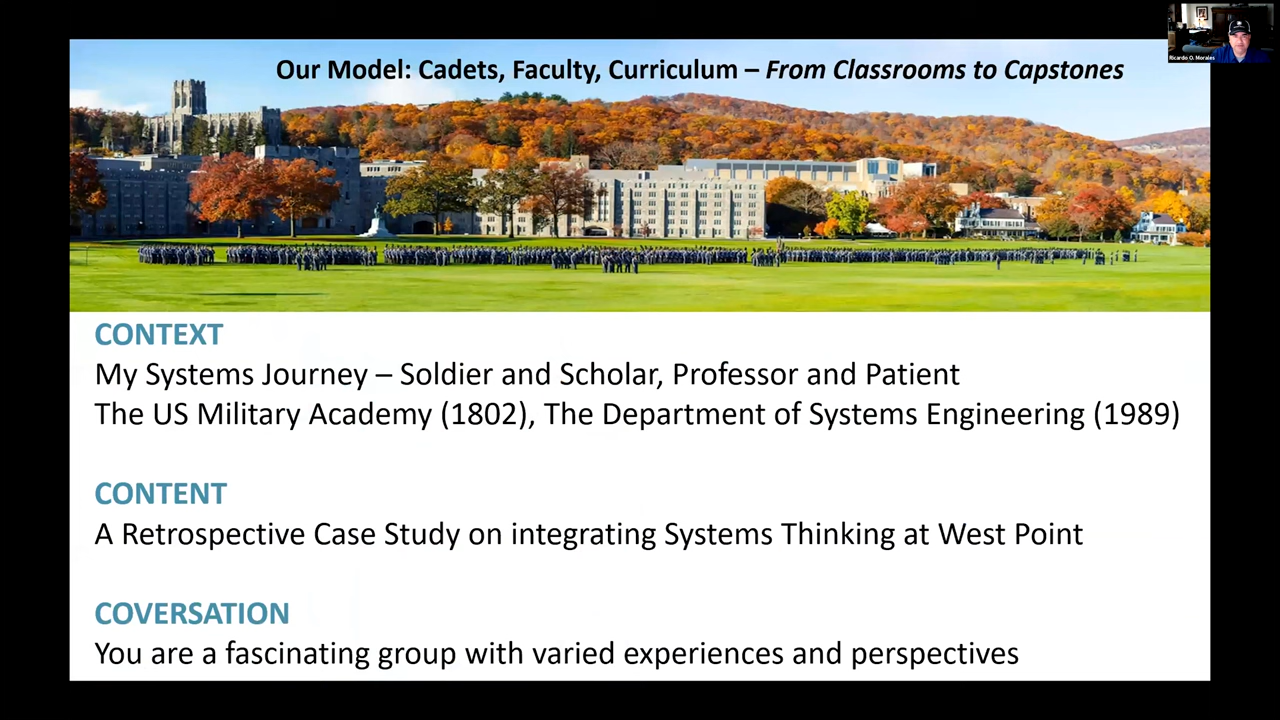 Ricardo O. Morales
Our Model: Cadets, Faculty, Curriculum – From Classrooms to Capstones
CONTEXT
My Systems Journey – Soldier and Scholar, Professor and Patient
The US Military Academy (1802), The Department of Systems Engineering (1989)
CONTENT
A Retrospective Case Study on integrating Systems Thinking at West Point
COVERSATION
You are a fascinating group with varied experiences and perspectives